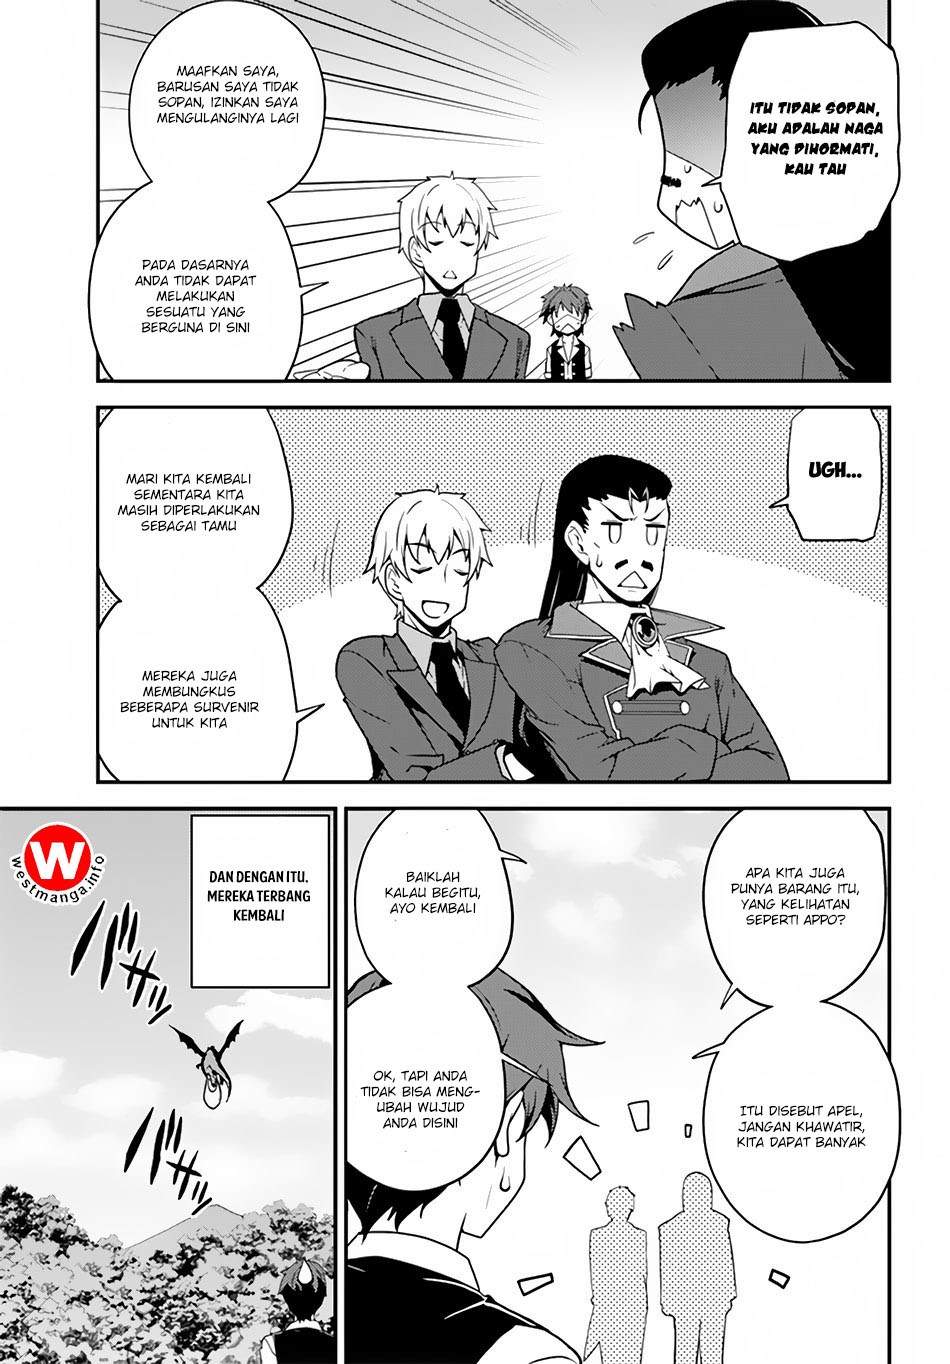 ITU TIDAK SOPAN,
AKU ADALAH NAGA
YANG DIHORMATI,
KAU TAU
MAAFKAN SAYA,
BARUSAN SAYA TIDAK
SOPAN, IZINKAN SAYA
MENGULANGINYA LAGI
PADA DASARNYA
ANDA TIDAK DAPAT
MELAKUKAN
SESUATU YANG
BERGUNA DI SINI
UGH...
MARI KITA KEMBALI
SEMENTARA KITA
MASIH DIPERLAKUKAN
SEBAGAI TAMU
MEREKA JUGA
MEMBUNGKUS
BEBERAPA SURVENIR
UNTUK KITA
APA KITA JUGA
PUNYA BARANG ITU,
YANG KELIHATAN
SEPERTI APPO?
ITU DISEBUT APEL,
JANGAN KHAWATIR,
KITA DAPAT BANYAK
BAIKLAH
KALAU BEGITU,
AYO KEMBALI
OK, TAPI ANDA
TIDAK BISA MENG-
UBAH WUJUD
ANDA DISINI
DAN DENGAN ITU.
MEREKA TERBANG
KEMBALI
W
westmanga.info